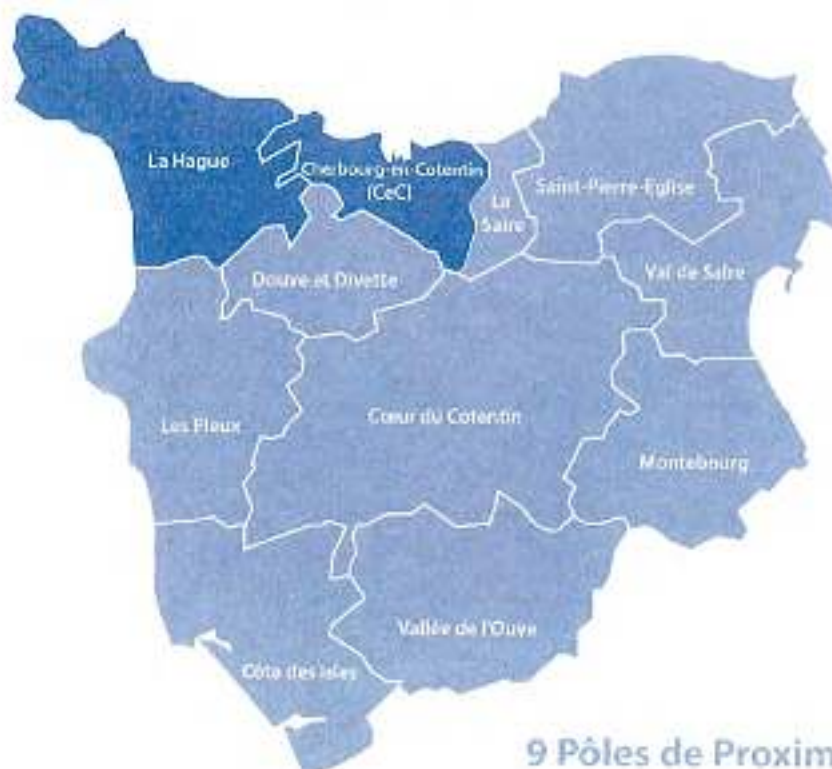 La Hague
Cherbourg-en-Cotentin
(CeC)
La
Saire
Saint-Pierre-Eglise
Val de Saire
Douve et Divette
Les Pieux
Cœur du Cotentin
Montebourg
Vallée de l'Ouve
Côte des Isles
9 Pôles de Proxim